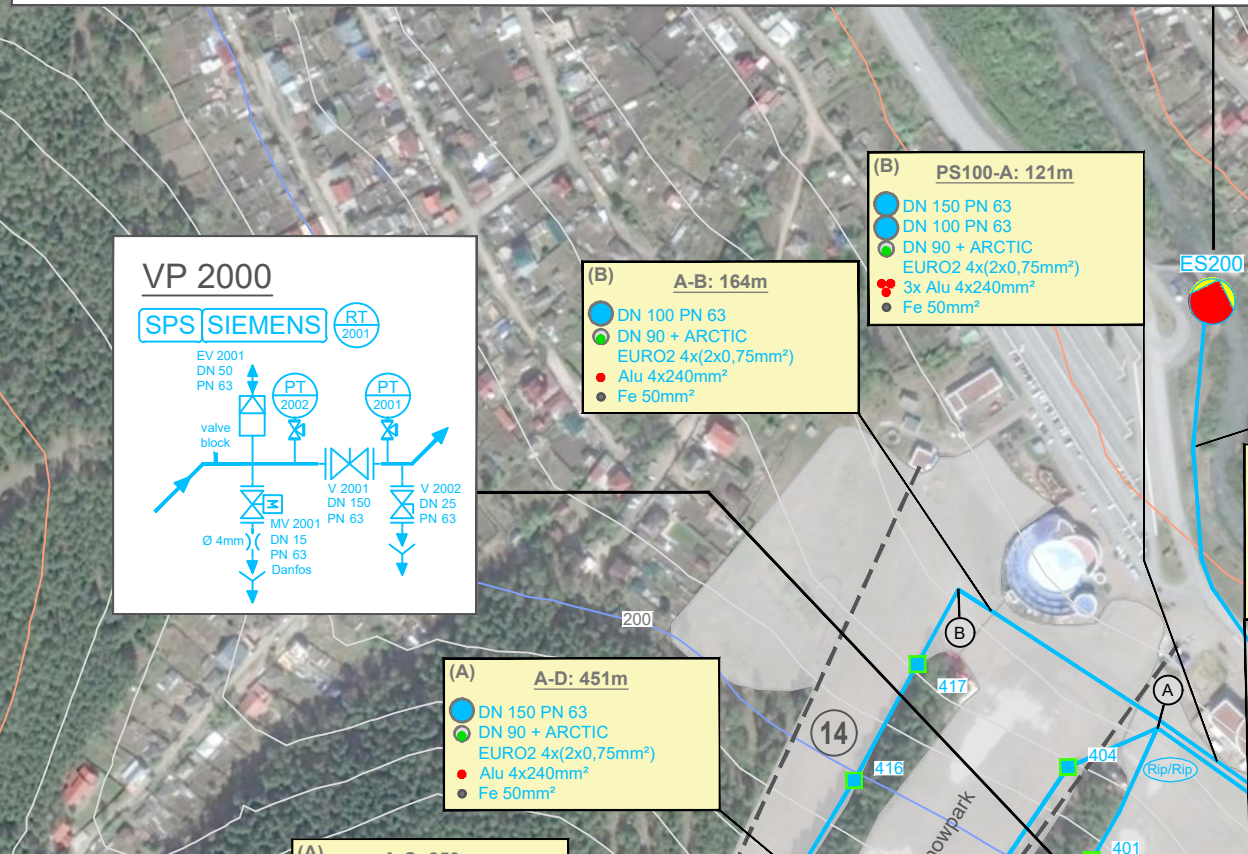 (B)
PS100-A: 121m
DN 150 PN 63
DN 100 PN 63
DN 90 + ARCTIC
EURO2 4x(2x0,75mm²)
3x Alu 4x240mm²
Fe 50mm²
ES200
VP 2000
SPS SIEMENS RT 2001
EV 2001
DN 50
PN 63
PT 2002
PT 2001
valve
block
V 2001
DN 150
PN 63
V 2002
DN 25
PN 63
MV 2001
DN 15
PN 63
Danfos
M
Ø 4mm
(B)
A-B: 164m
DN 100 PN 63
DN 90 + ARCTIC
EURO2 4x(2x0,75mm²)
Alu 4x240mm²
Fe 50mm²
200
B
417
A
14
404
416
Rip/Rip
401
(A)
A-D: 451m
DN 150 PN 63
DN 90 + ARCTIC
EURO2 4x(2x0,75mm²)
Alu 4x240mm²
Fe 50mm²
owpark
(A)